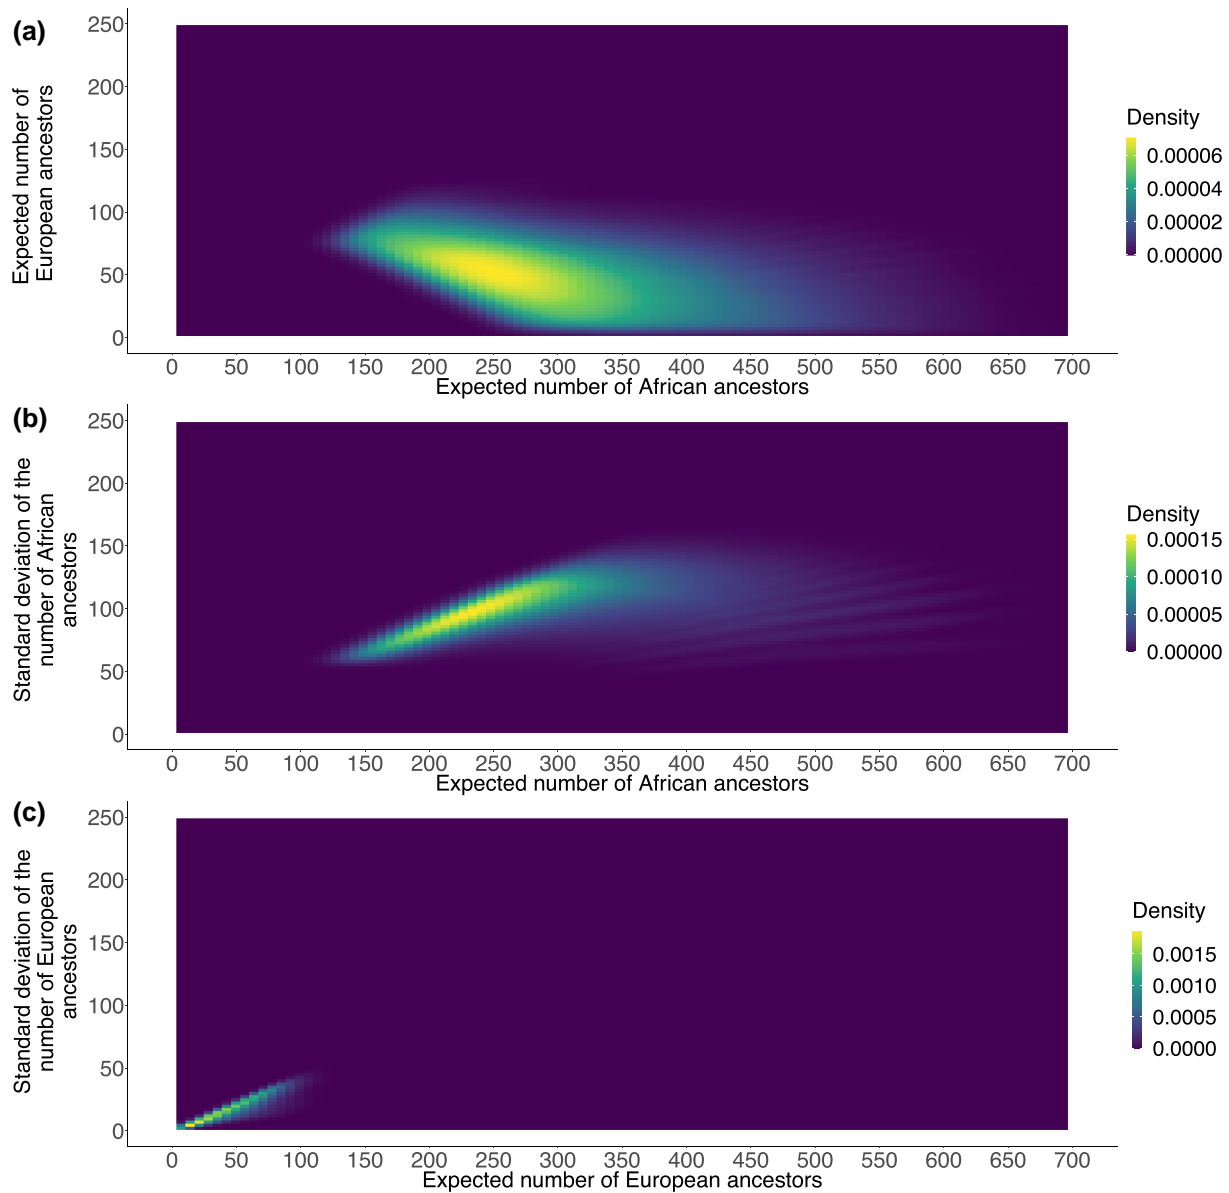 (a)
Expected number of
European ancestors
250
200
150
100
50
0
0 50 100 150 200 250 300 350 400 450 500 550 600 650 700
Expected number of African ancestors
Density
0.00006
0.00004
0.00002
0.00000
(b)
Standard deviation of the
number of African
ancestors
250
200
150
100
50
0
0 50 100 150 200 250 300 350 400 450 500 550 600 650 700
Expected number of African ancestors
Density
0.00015
0.00010
0.00005
0.00000
(c)
Standard deviation of the
number of European
ancestors
250
200
150
100
50
0
0 50 100 150 200 250 300 350 400 450 500 550 600 650 700
Expected number of European ancestors
Density
0.0015
0.0010
0.0005
0.0000